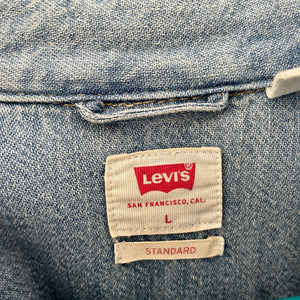 Levi's
SAN FRANCISCO, CAL.
L
STANDARD